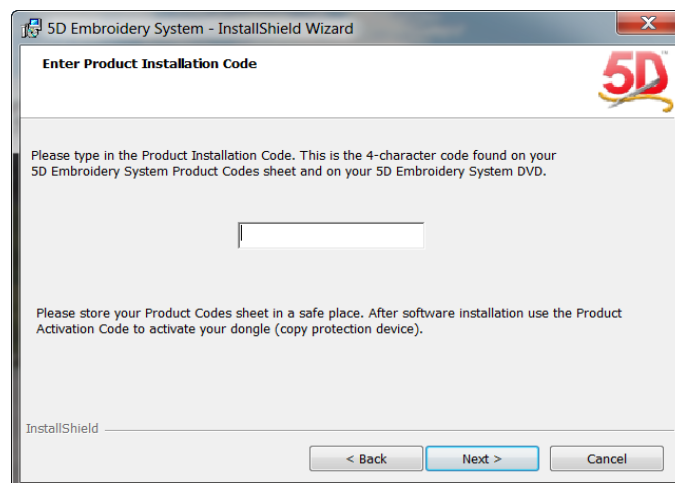 5D Embroidery System - InstallShield Wizard
Enter Product Installation Code
5D™
Please type in the Product Installation Code. This is the 4-character code found on your
5D Embroidery System Product Codes sheet and on your 5D Embroidery System DVD.
Please store your Product Codes sheet in a safe place. After software installation use the Product
Activation Code to activate your dongle (copy protection device).
InstallShield
< Back Next > Cancel